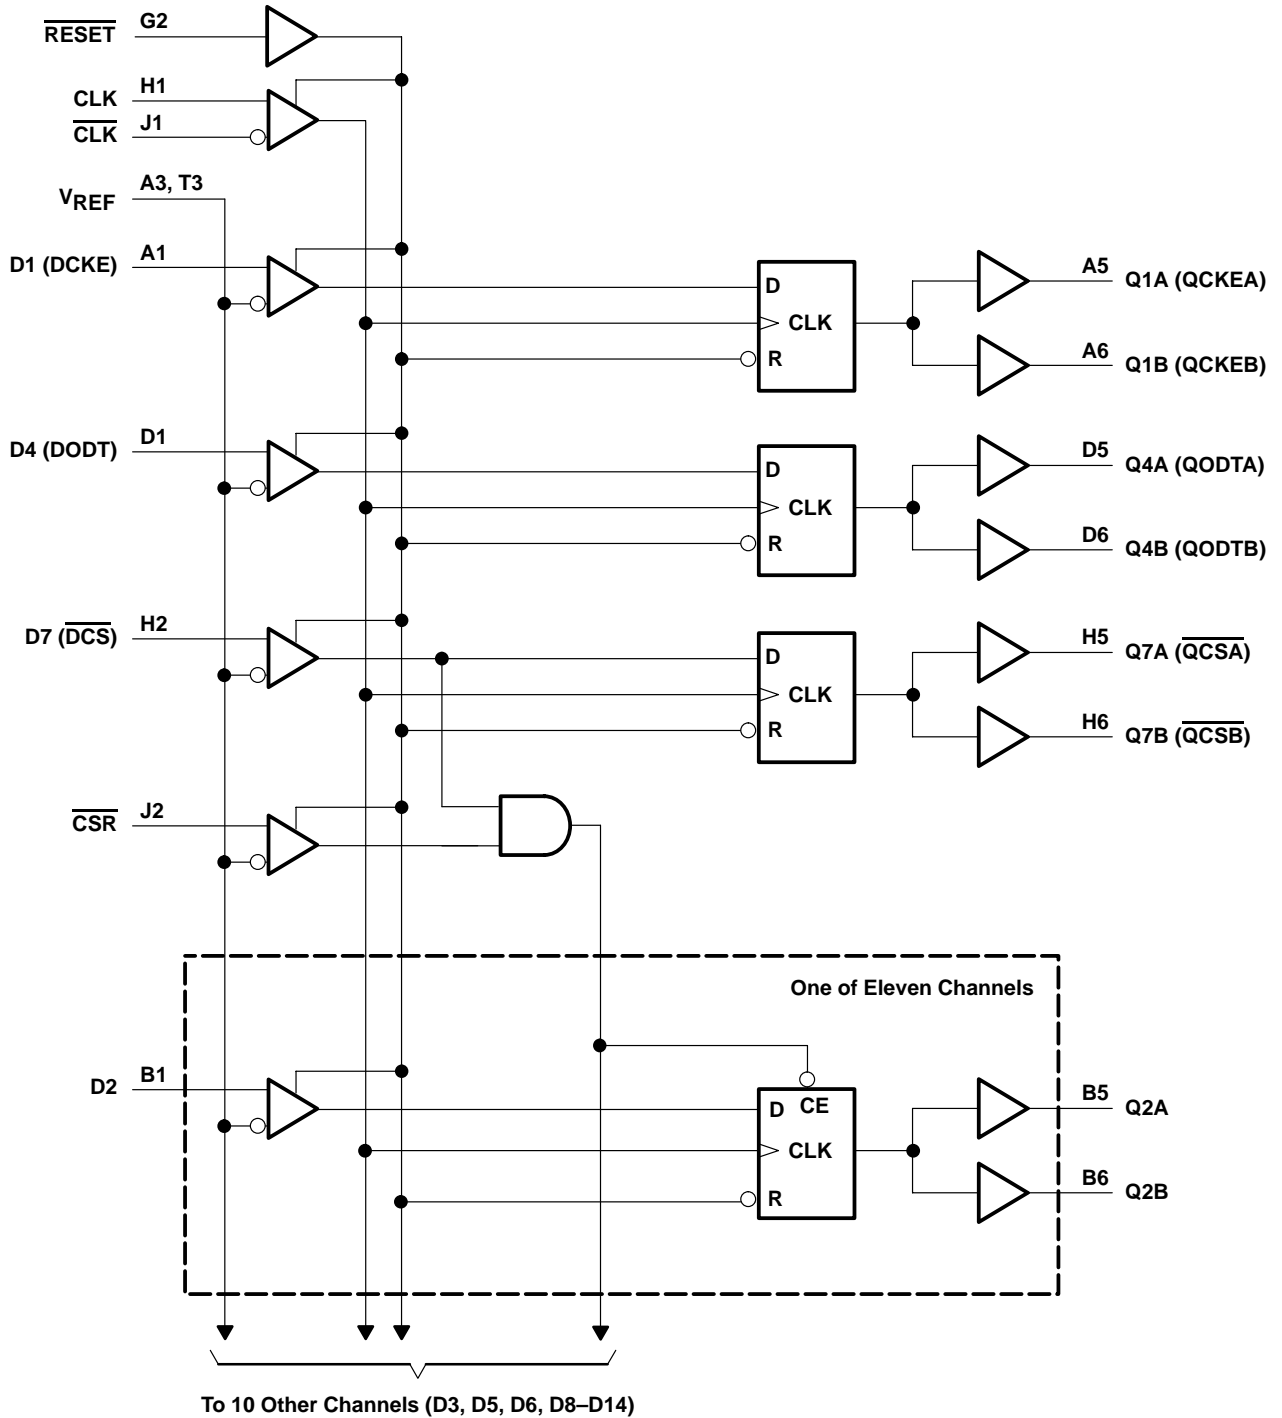 RESET G2
CLK H1
CLK J1
VREF A3, T3
D1 (DCKE) A1
D
CLK
R
A5 Q1A (QCKEA)
A6 Q1B (QCKEB)
D4 (DODT) D1
D
CLK
R
D5 Q4A (QODTA)
D6 Q4B (QODTB)
D7 (DCS) H2
D
CLK
R
H5 Q7A (QCSA)
H6 Q7B (QCSB)
CSR J2
One of Eleven Channels
D2 B1
D CE
CLK
R
B5 Q2A
B6 Q2B
To 10 Other Channels (D3, D5, D6, D8–D14)